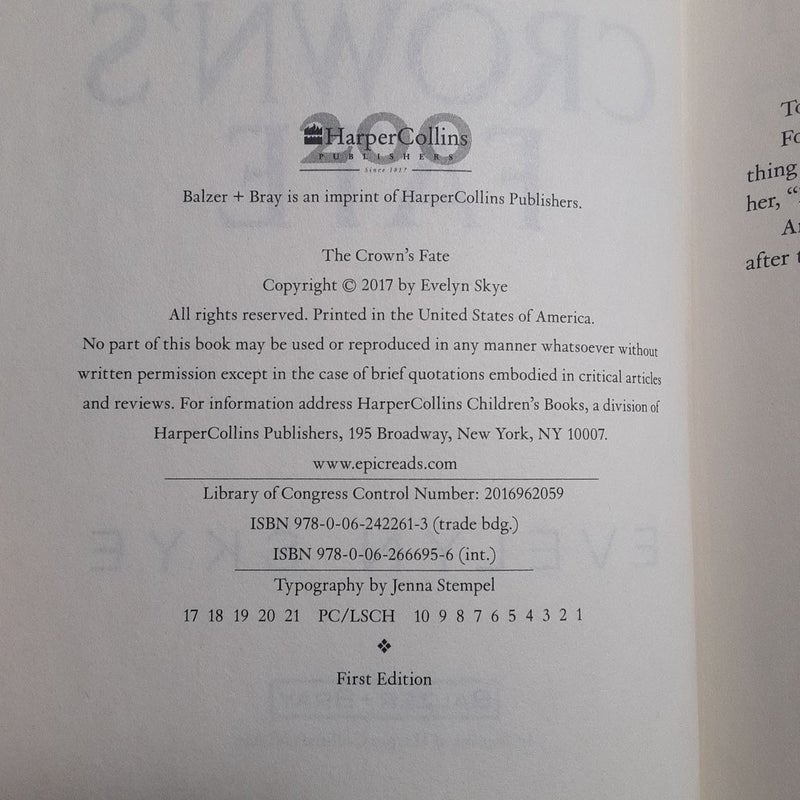 200
HarperCollins
PUBLISHERS
Since 1817
Balzer + Bray is an imprint of HarperCollins Publishers.
The Crown's Fate
Copyright © 2017 by Evelyn Skye
All rights reserved. Printed in the United States of America.
No part of this book may be used or reproduced in any manner whatsoever without
written permission except in the case of brief quotations embodied in critical articles
and reviews. For information address HarperCollins Children's Books, a division of
HarperCollins Publishers, 195 Broadway, New York, NY 10007.
www.epicreads.com
Library of Congress Control Number: 2016962059
ISBN 978-0-06-242261-3 (trade bdg.)
ISBN 978-0-06-266695-6 (int.)
Typography by Jenna Stempel
17 18 19 20 21 PC/LSCH 10 9 8 7 6 5 4 3 2 1
First Edition
thing
her,
after